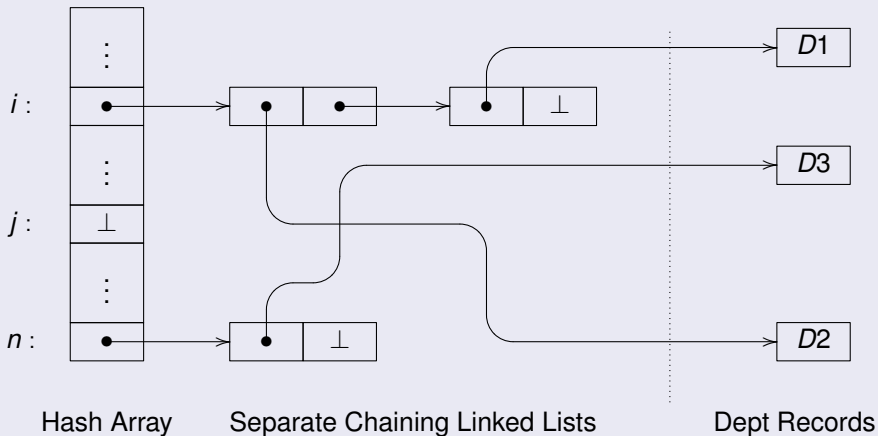 ⋮
D1
i :
⊥
⋮
D3
j :
⊥
⋮
n :
⊥
D2
Hash Array Separate Chaining Linked Lists Dept Records